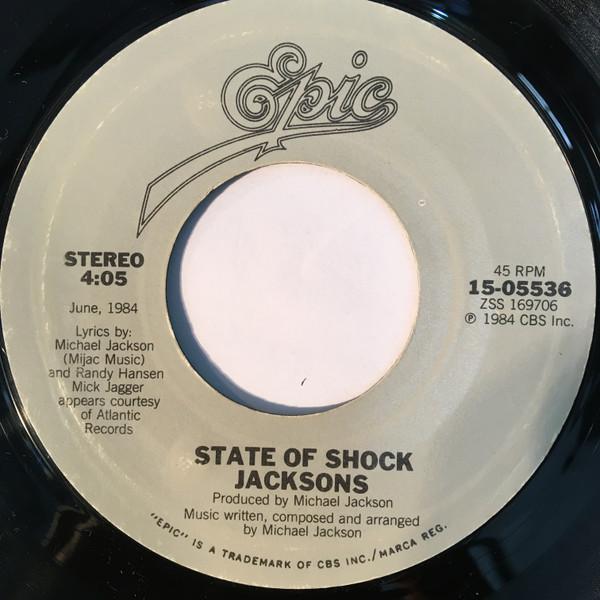 Epic
STEREO
4:05
June, 1984
Lyrics by:
Michael Jackson
(Mijac Music)
and Randy Hansen
Mick Jagger
appears courtesy
of Atlantic
Records
45 RPM
15-05536
ZSS 169706
Ⓟ 1984 CBS Inc.
STATE OF SHOCK
JACKSONS
Produced by Michael Jackson
Music written, composed and arranged
by Michael Jackson
"EPIC" IS A TRADEMARK OF CBS INC./MARCA REG.